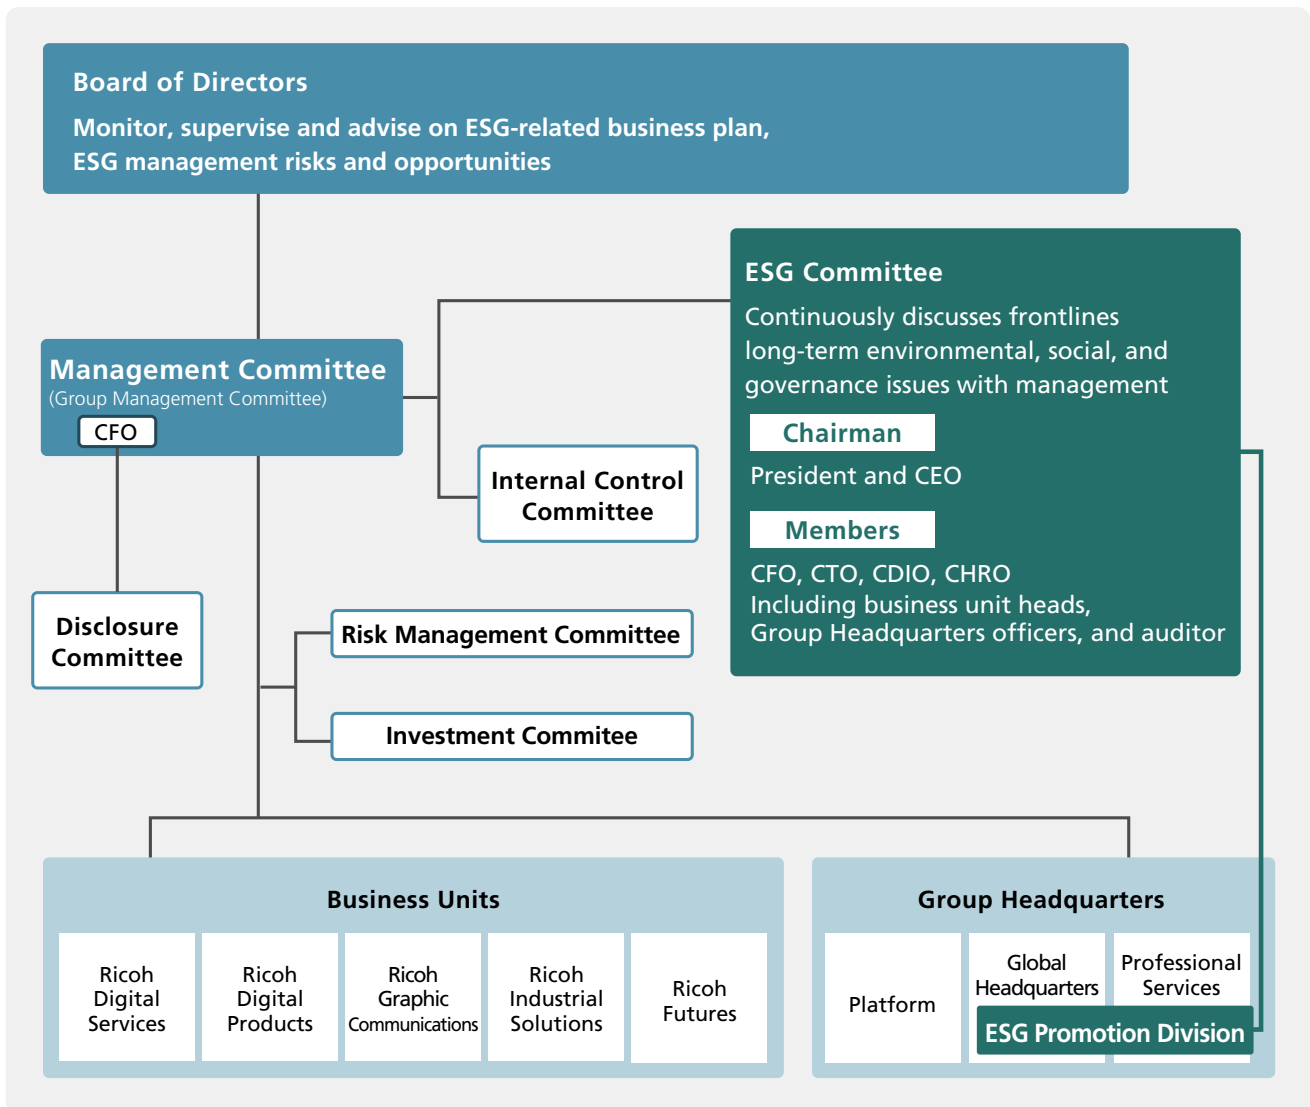 Board of Directors
Monitor, supervise and advise on ESG-related business plan,
ESG management risks and opportunities
Management Committee
(Group Management Committee)
CFO
Disclosure
Committee
ESG Committee
Continuously discusses frontlines
long-term environmental, social, and
governance issues with management
Chairman
President and CEO
Members
CFO, CTO, CDIO, CHRO
Including business unit heads,
Group Headquarters officers, and auditor
Internal Control
Committee
Risk Management Committee
Investment Commitee
Business Units
Ricoh
Digital
Services
Ricoh
Digital
Products
Ricoh
Graphic
Communications
Ricoh
Industrial
Solutions
Ricoh
Futures
Group Headquarters
Platform
Global
Headquarters
Professional
Services
ESG Promotion Division